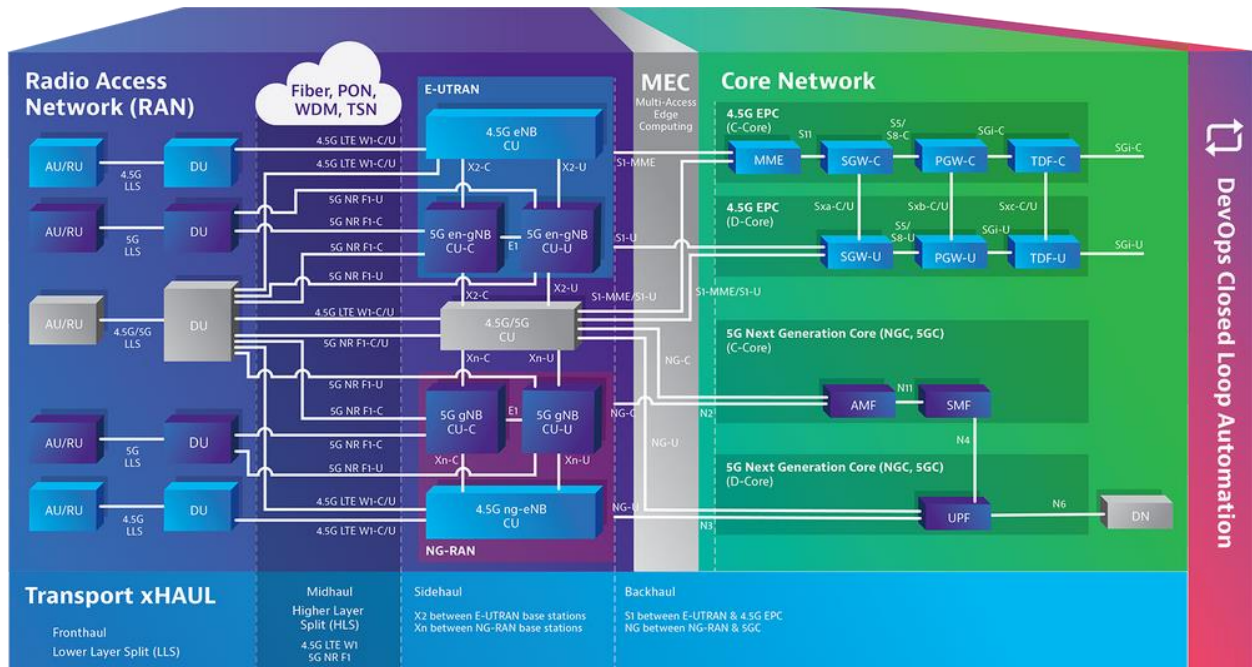 Radio Access
Network (RAN)
Fiber, PON,
WDM, TSN
E-UTRAN
MEC
Multi-Access
Edge
Computing
Core Network
AU/RU
4.5G
LLS
DU
4.5G LTE W1-C/U
4.5G LTE W1-C/U
4.5G eNB
CU
X2-C
X2-U
S1-MME
4.5G EPC
(C-Core)
MME
S11
SGW-C
S5/
S8-C
PGW-C
SGi-C
TDF-C
SGi-C
AU/RU
5G
LLS
DU
5G NR F1-U
5G NR F1-C
5G NR F1-C
5G NR F1-U
5G en-gNB
CU-C
E1
5G en-gNB
CU-U
S1-U
Sxa-C/U
Sxb-C/U
Sxc-C/U
4.5G EPC
(D-Core)
SGW-U
S5/
S8-U
PGW-U
SGi-U
TDF-U
SGi-U
X2-C
X2-U
S1-MME/S1-U
S1-MME/S1-U
AU/RU
4.5G/5G
LLS
DU
4.5G LTE W1-C/U
5G NR F1-C/U
4.5G/5G
CU
Xn-C
Xn-U
NG-C
5G Next Generation Core (NGC, 5GC)
(C-Core)
AMF
N11
SMF
N4
5G NR F1-U
5G NR F1-C
5G NR F1-C
5G NR F1-U
5G gNB
CU-C
E1
5G gNB
CU-U
NG-C
N2
NG-U
AU/RU
5G
LLS
DU
Xn-C
Xn-U
5G Next Generation Core (NGC, 5GC)
(D-Core)
AU/RU
4.5G
LLS
DU
4.5G LTE W1-C/U
4.5G LTE W1-C/U
4.5G ng-eNB
CU
NG-U
N3
UPF
N6
DN
NG-RAN
DevOps Closed Loop Automation
Transport xHAUL
Fronthaul
Lower Layer Split (LLS)
Midhaul
Higher Layer
Split (HLS)
4.5G LTE W1
5G NR F1
Sidehaul
X2 between E-UTRAN base stations
Xn between NG-RAN base stations
Backhaul
S1 between E-UTRAN & 4.5G EPC
NG between NG-RAN & 5GC